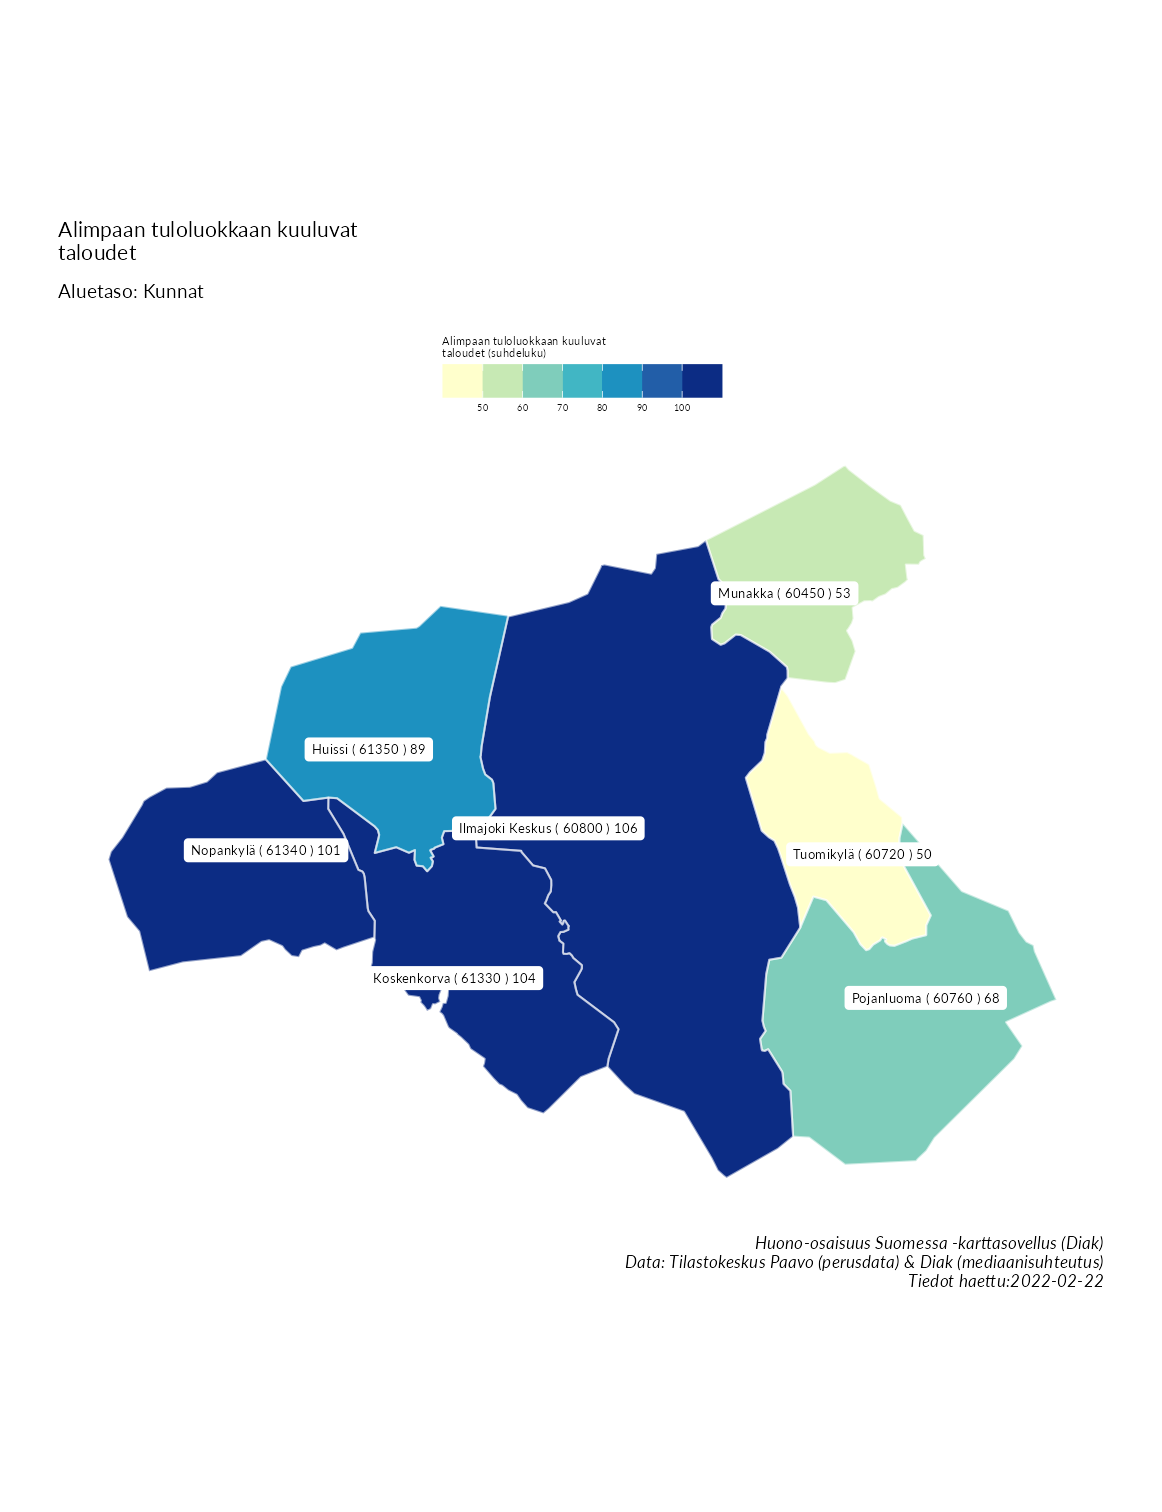 Alimpaan tuloluokkaan kuuluvat
taloudet
Aluetaso: Kunnat
Alimpaan tuloluokkaan kuuluvat
taloudet (suhdeluku)
50 60 70 80 90 100
Munakka ( 60450 ) 53
Huissi ( 61350 ) 89
Ilmajoki Keskus ( 60800 ) 106
Nopankylä ( 61340 ) 101
Tuomikylä ( 60720 ) 50
Koskenkorva ( 61330 ) 104
Pojanluoma ( 60760 ) 68
Huono-osaisuus Suomessa -karttasovellus (Diak)
Data: Tilastokeskus Paavo (perusdata) & Diak (mediaanisuhteutus)
Tiedot haettu:2022-02-22